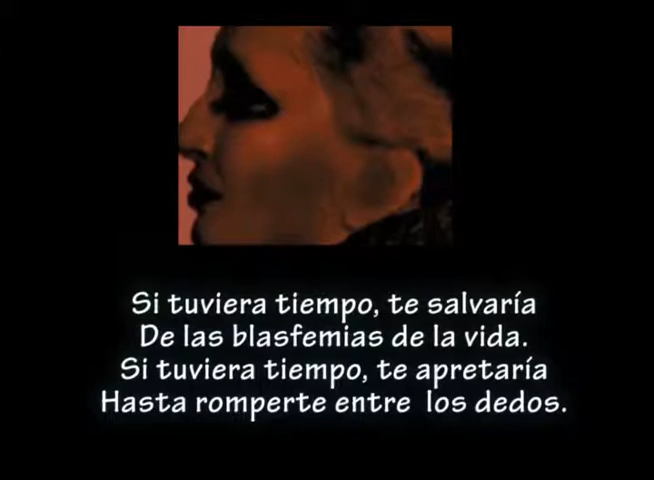 Si tuviera tiempo, te salvaría
De las blasfemias de la vida.
Si tuviera tiempo, te apretaría
Hasta romperte entre los dedos.